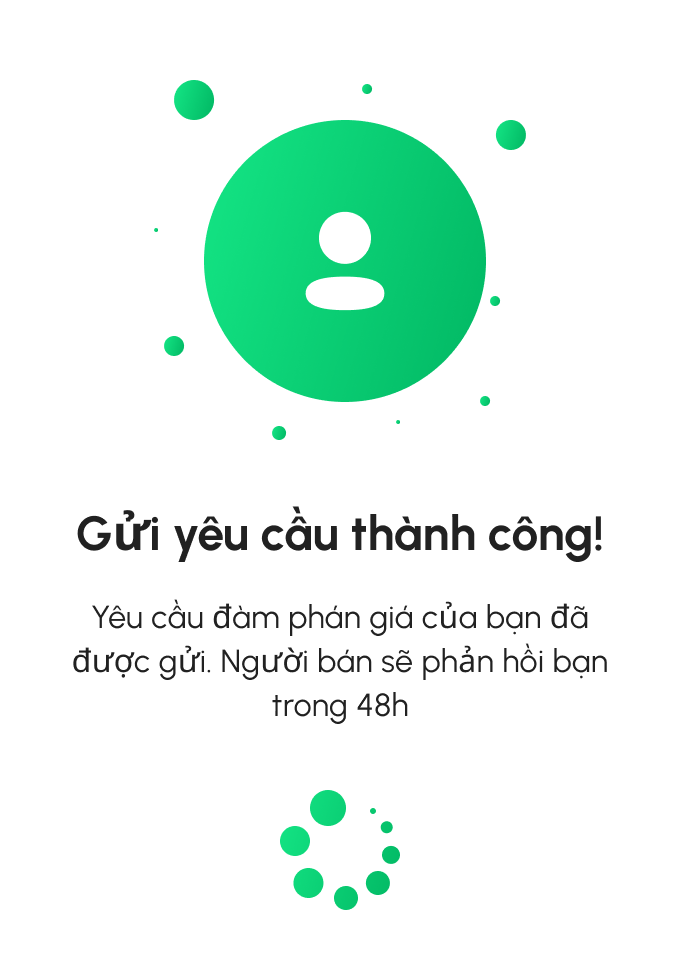 Gửi yêu cầu thành công!
Yêu cầu đàm phán giá của bạn đã
được gửi. Người bán sẽ phản hồi bạn
trong 48h